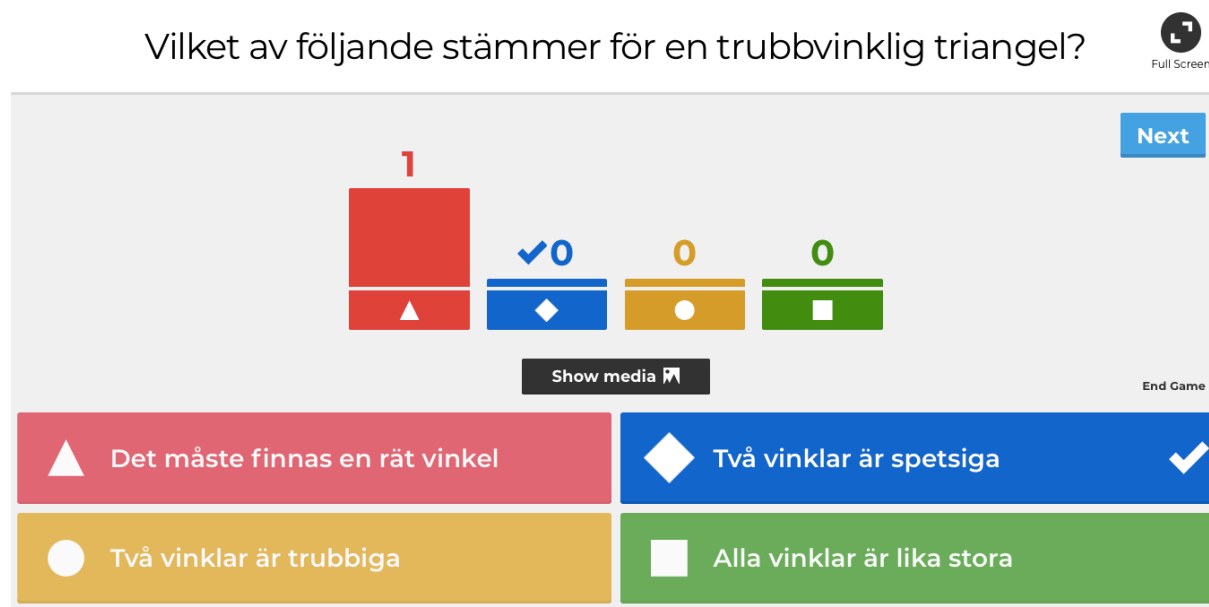 Vilket av följande stämmer för en trubbvinklig triangel?
Full Screen
Next
1
0
0
0
Show media
End Game
Det måste finnas en rät vinkel
Två vinklar är spetsiga
Två vinklar är trubbiga
Alla vinklar är lika stora